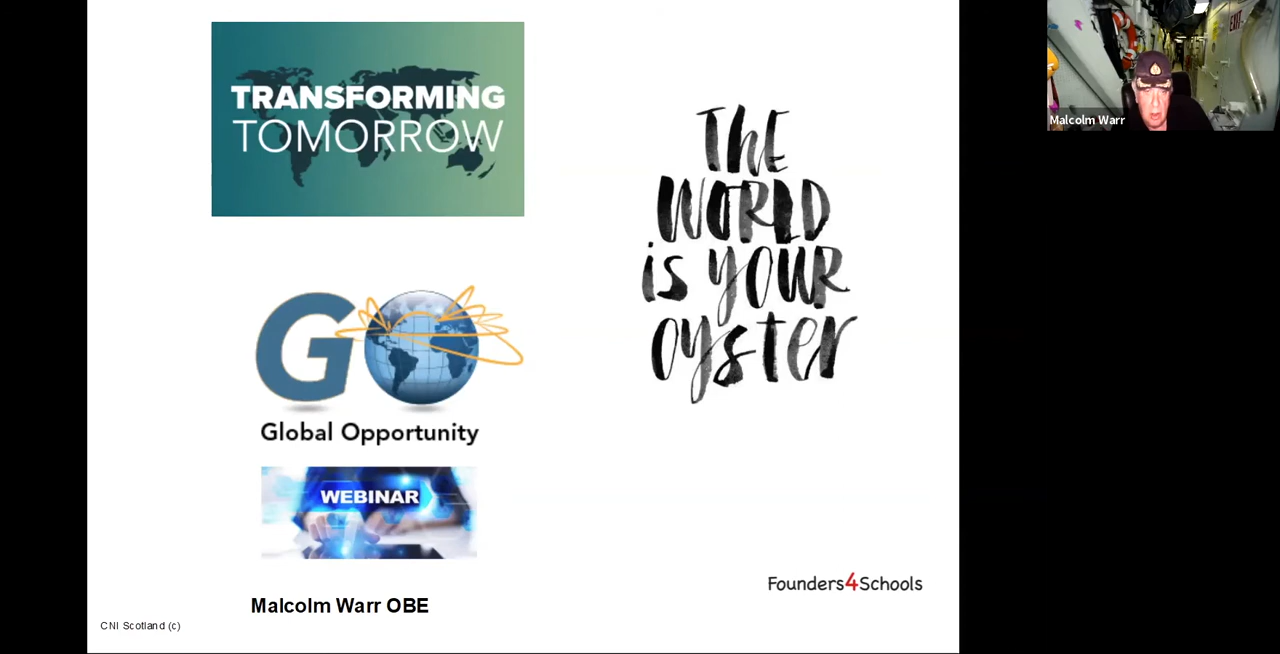 TRANSFORMING
TOMORROW
THE
WORLD
is YOUR
oyster
GO
Global Opportunity
WEBINAR
Malcolm Warr OBE
CNI Scotland (c)
Founders4Schools
EXIT
Malcolm Warr